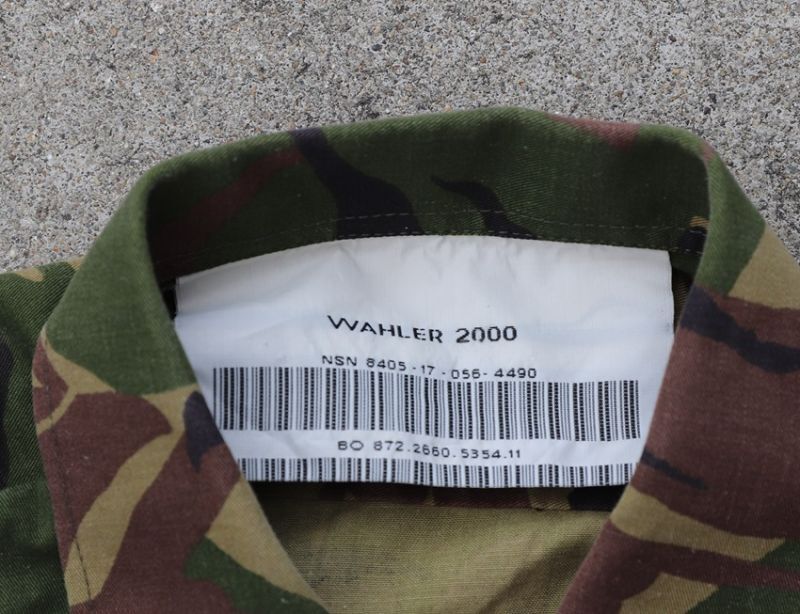 WAHLER 2000
NSN 8405-17-056-4490
BO 872.2660.5354.11